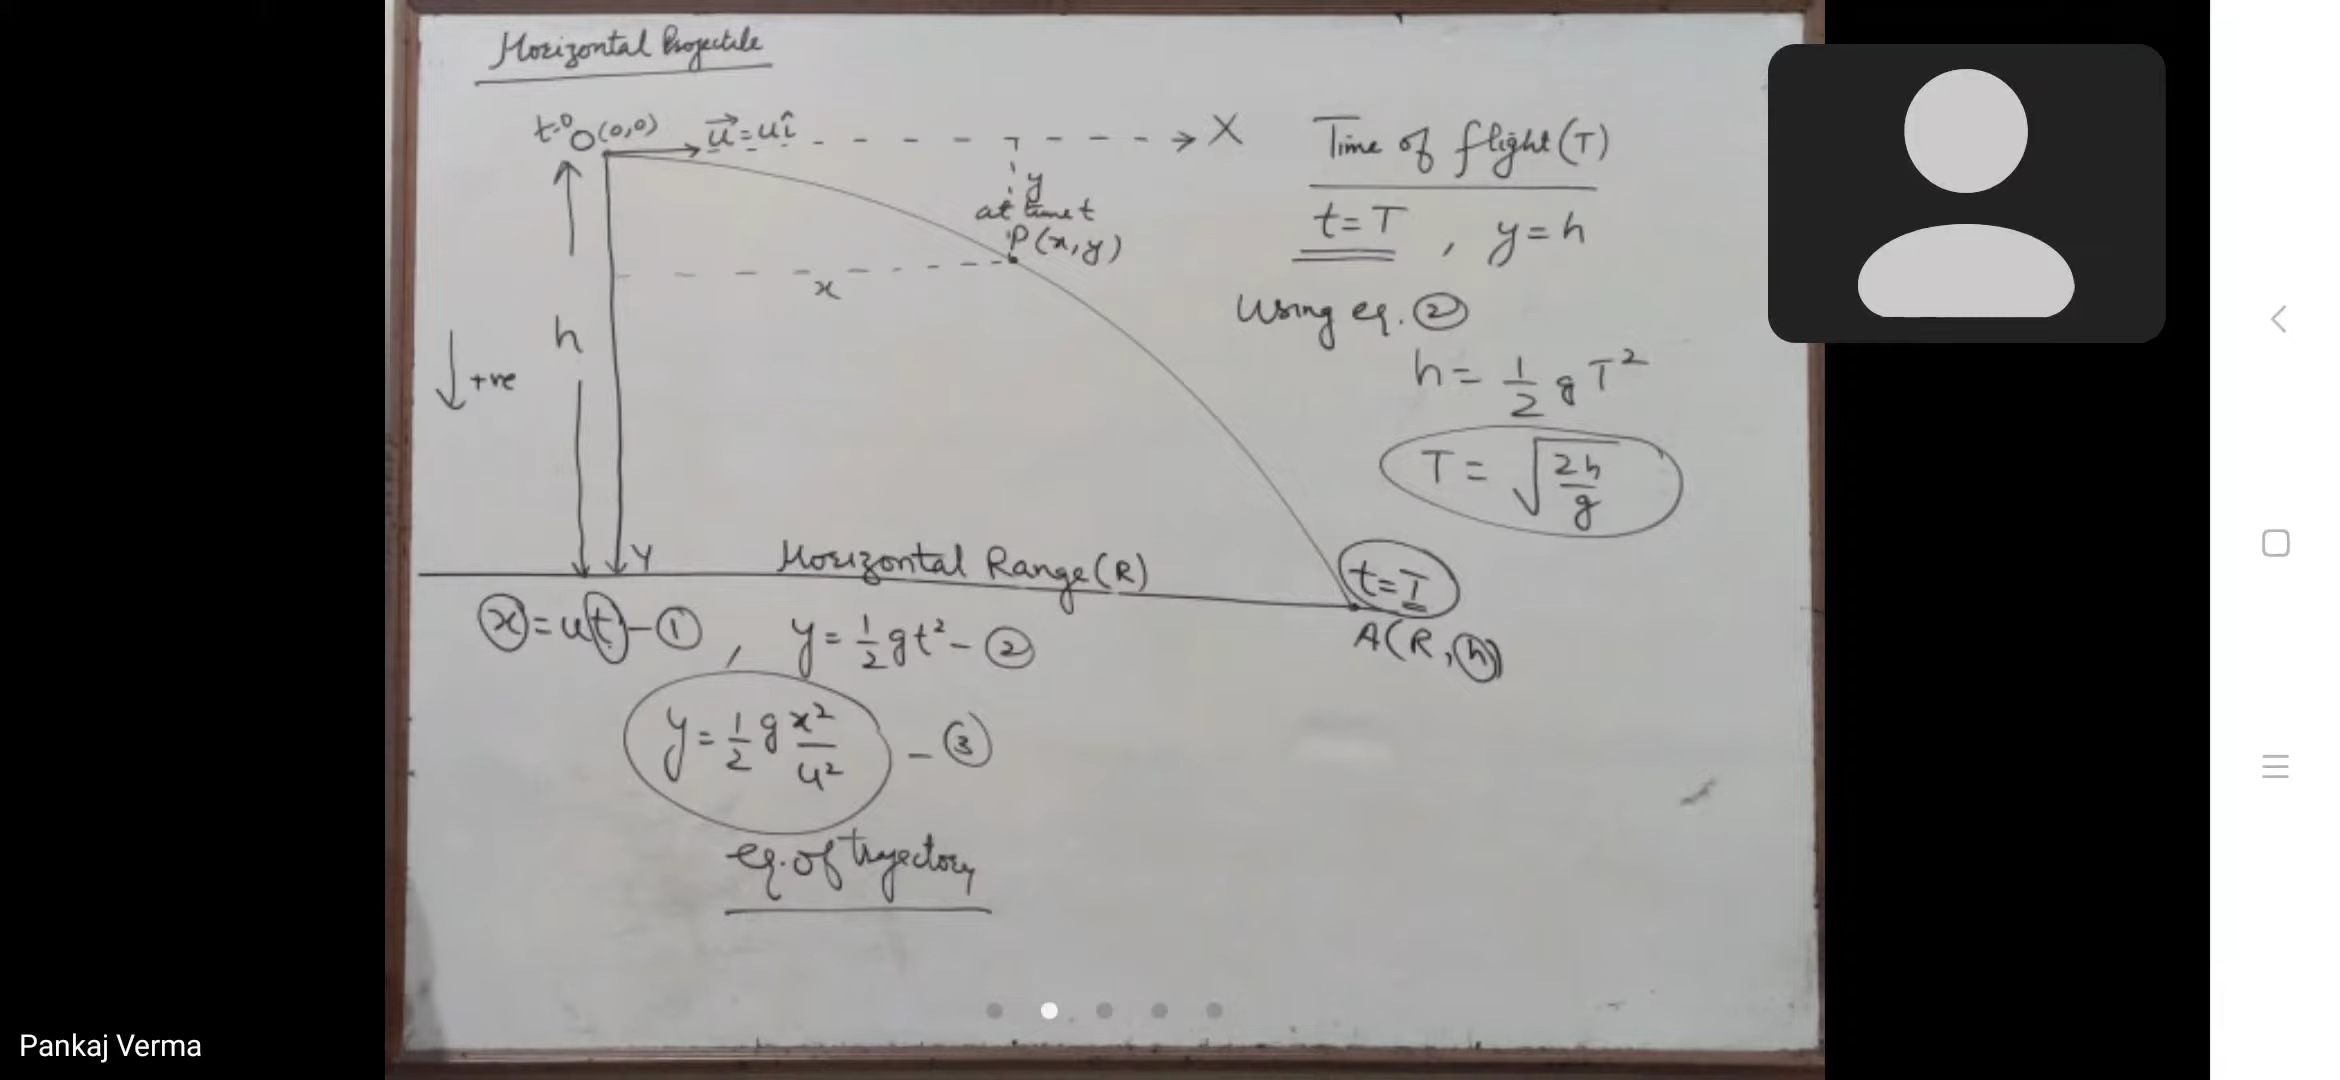 Horizontal Projectile
t=0 O(0,0) u⃗ = uî X
y
at time t
P(x,y)
x
h
↓ +ve
Y
Horizontal Range (R)
t=T
A(R, h)
x = ut - ①, y = 1/2 gt² - ②
y = 1/2 g x²/u² - ③
eq. of trajectory
Time of flight (T)
t = T , y = h
Using eq. ②
h = 1/2 g T²
T = √(2h/g)
Pankaj Verma